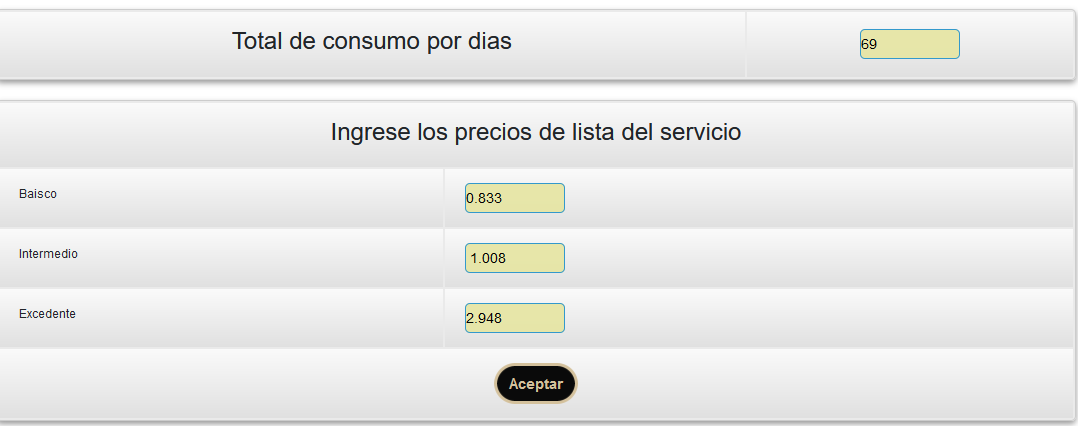 Total de consumo por dias
69
Ingrese los precios de lista del servicio
Baisco
0.833
Intermedio
1.008
Excedente
2.948
Aceptar